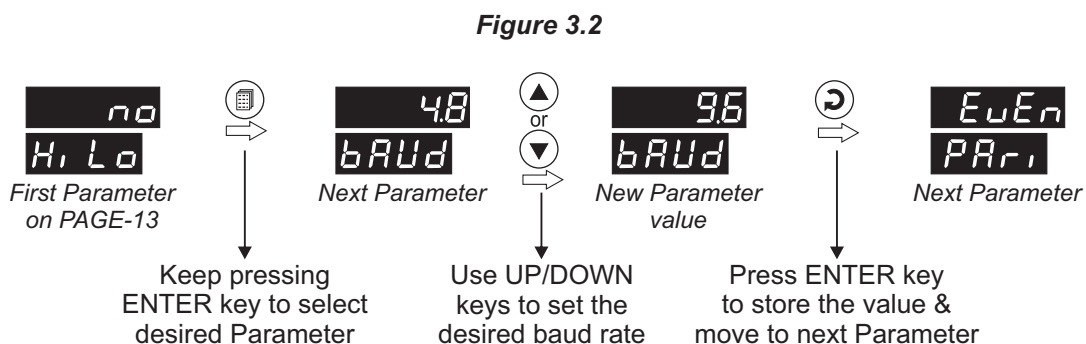 Figure 3.2
no
Hi Lo
First Parameter
on PAGE-13
4.8
bAUd
Next Parameter
or
9.6
bAUd
New Parameter
value
EvEn
PAri
Next Parameter
Keep pressing
ENTER key to select
desired Parameter
Use UP/DOWN
keys to set the
desired baud rate
Press ENTER key
to store the value &
move to next Parameter